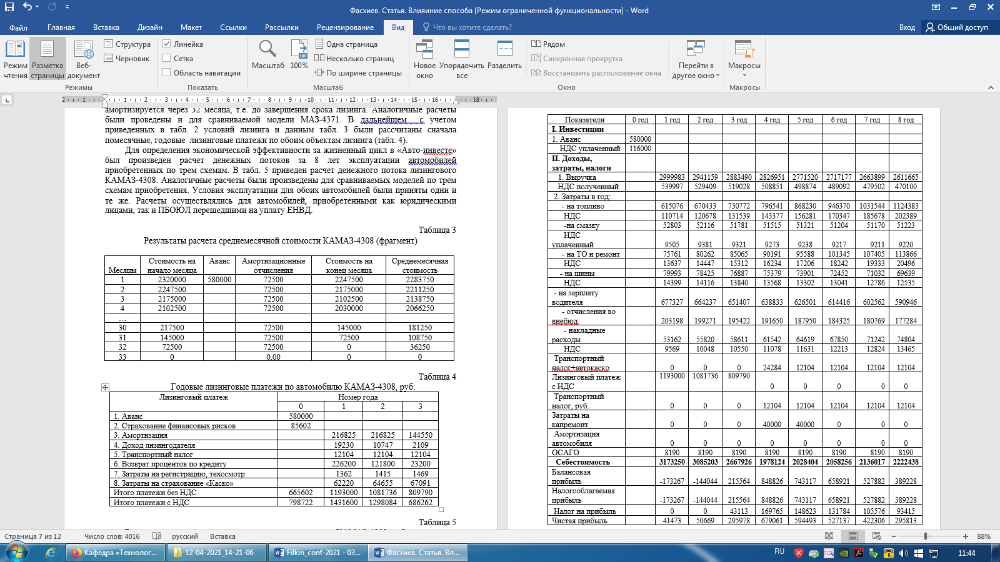 Фасхиев. Статья. Влияиние способа [Режим ограниченной функциональности] - Word
Файл Главная Вставка Дизайн Макет Ссылки Рассылки Рецензирование Вид Что вы хотите сделать? Вход Общий доступ
Режим чтения
Разметка страницы
Веб-документ
Структура
Черновик
Режимы
Линейка
Сетка
Область навигации
Показать
Масштаб
100%
Одна страница
Несколько страниц
По ширине страницы
Масштаб
Новое окно
Упорядочить все
Разделить
Рядом
Синхронная прокрутка
Восстановить расположение окна
Окно
Перейти в другое окно
Макросы
Макросы
2 1 1 2 3 4 5 6 7 8 9 10 11 12 13 14 15 16 18
амортизируется через 32 месяца, т.е. до завершения срока лизинга. Аналогичные расчеты
были проведены и для сравниваемой модели МАЗ-4371. В дальнейшем с учетом
приведенных в табл. 2 условий лизинга и данным табл. 3 были рассчитаны сначала
помесячные, годовые лизинговые платежи по обоим объектам лизинга (табл. 4).
Для определения экономической эффективности за жизненный цикл в «Авто-инвесте»
был произведен расчет денежных потоков за 8 лет эксплуатации автомобилей
приобретенных по трем схемам. В табл. 5 приведен расчет денежного потока лизингового
КАМАЗ-4308. Аналогичные расчеты были произведены для сравниваемых моделей по трем
схемам приобретения. Условия эксплуатации для обоих автомобилей были приняты одни и
те же. Расчеты осуществлялись для автомобилей, приобретенными как юридическими
лицами, так и ПБОЮЛ перешедшими на уплату ЕНВД.
Таблица 3
Результаты расчета среднемесячной стоимости КАМАЗ-4308 (фрагмент)
Месяцы Стоимость на начало месяца Аванс Амортизационные отчисления Стоимость на конец месяца Среднемесячная стоимость
1 2320000 580000 72500 2247500 2283750
2 2247500 72500 2175000 2211250
3 2175000 72500 2102500 2138750
4 2102500 72500 2030000 2066250
…
30 217500 72500 145000 181250
31 145000 72500 72500 108750
32 72500 72500 0 36250
33 0 0,00 0 0
Таблица 4
Годовые лизинговые платежи по автомобилю КАМАЗ-4308, руб.
Лизинговый платеж Номер года
0 1 2 3
1. Аванс 580000
2. Страхование финансовых рисков 85602
3. Амортизация 216825 216825 144550
4. Доход лизингодателя 19230 10747 2109
5. Транспортный налог 12104 12104 12104
6. Возврат процентов по кредиту 226200 121800 23200
7. Затраты на регистрацию, техосмотр 1362 1415 1469
8. Затраты на страхование «Каско» 62220 64655 67091
Итого платежи без НДС 665602 1193000 1081736 809790
Итого платежи с НДС 798722 1431600 1298084 686262
Таблица 5
Показатели 0 год 1 год 2 год 3 год 4 год 5 год 6 год 7 год 8 год
I. Инвестиции
1. Аванс 580000
НДС уплаченный 116000
II. Доходы,
затраты, налоги
1. Выручка 2999983 2941159 2883490 2826951 2771520 2717177 2663899 2611665
НДС полученный 539997 529409 519028 508851 498874 489092 479502 470100
2. Затраты в год:
- на топливо 615076 670433 730772 796541 868230 946370 1031544 1124383
НДС 110714 120678 131539 143377 156281 170347 185678 202389
-на смазку 52803 52116 51781 51515 51321 51204 51170 51223
НДС
уплаченный 9505 9381 9321 9273 9238 9217 9211 9220
- на ТО и ремонт 75761 80262 85065 90191 95588 101345 107405 113866
НДС 13637 14447 15312 16234 17206 18242 19333 20496
- на шины 79993 78425 76887 75379 73901 72452 71032 69639
НДС 14399 14116 13840 13568 13302 13041 12786 12535
- на зарплату
водителя 677327 664237 651407 638833 626501 614416 602562 590946
- отчисления во
внебюд. 203198 199271 195422 191650 187950 184325 180769 177284
- накладные
расходы 53162 55820 58611 61542 64619 67850 71242 74804
НДС 9569 10048 10550 11078 11631 12213 12824 13465
Транспортный
налог+автокаско 0 0 0 24284 12104 12104 12104 12104
Лизинговый платеж 1193000 1081736 809790
с НДС 0 0 0 0 0
Транспортный
налог, руб. 0 0 0 12104 12104 12104 12104 12104
Затраты на
капремонт 0 0 0 40000 40000 0 0 0
Амортизация
автомобиля 0 0 0 0 0 0 0 0
ОСАГО 8190 8190 8190 8190 8190 8190 8190 8190
Себестоимость 3173250 3085203 2667926 1978124 2028404 2058256 2136017 2222438
Балансовая
прибыль -173267 -144044 215564 848826 743117 658921 527882 389228
Налогооблагаемая
прибыль -173267 -144044 215564 848826 743117 658921 527882 389228
Налог на прибыль 0 0 43113 169765 148623 131784 105576 93415
Чистая прибыль 41473 50669 295978 679061 594493 527137 422306 295813
Страница 7 из 12 Число слов: 4016 русский Вставка 88%
Кафедра «Технолог... 12-04-2021_14-21-06 Filkin_conf-2021 - 03... Фасхиев. Статья. Вл... RU 11:44